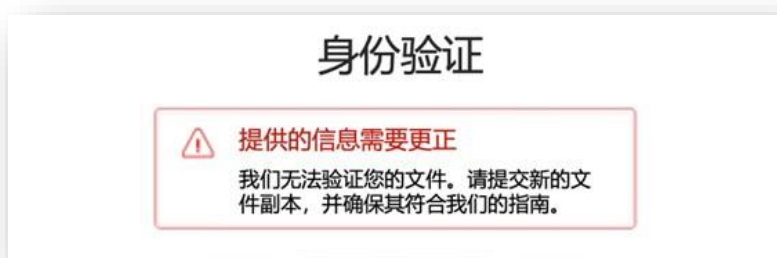 身份验证
提供的信息需要更正
我们无法验证您的文件。请提交新的文
件副本，并确保其符合我们的指南。